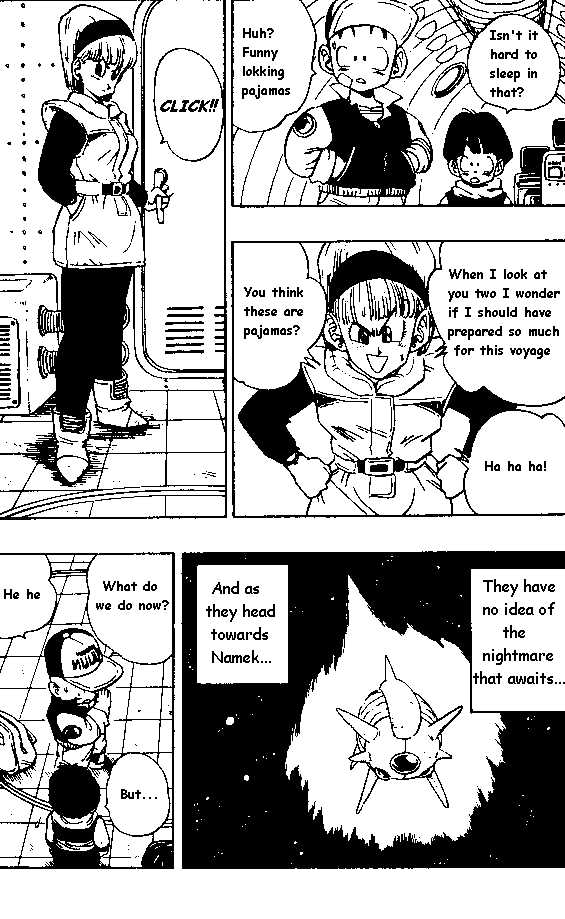 CLICK!!
Huh?
Funny
lokking
pajamas
Isn't it
hard to
sleep in
that?
You think
these are
pajamas?
When I look at
you two I wonder
if I should have
prepared so much
for this voyage
Ha ha ha!
He he
What do
we do now?
But...
And as
they head
towards
Namek...
They have
no idea of
the
nightmare
that awaits...